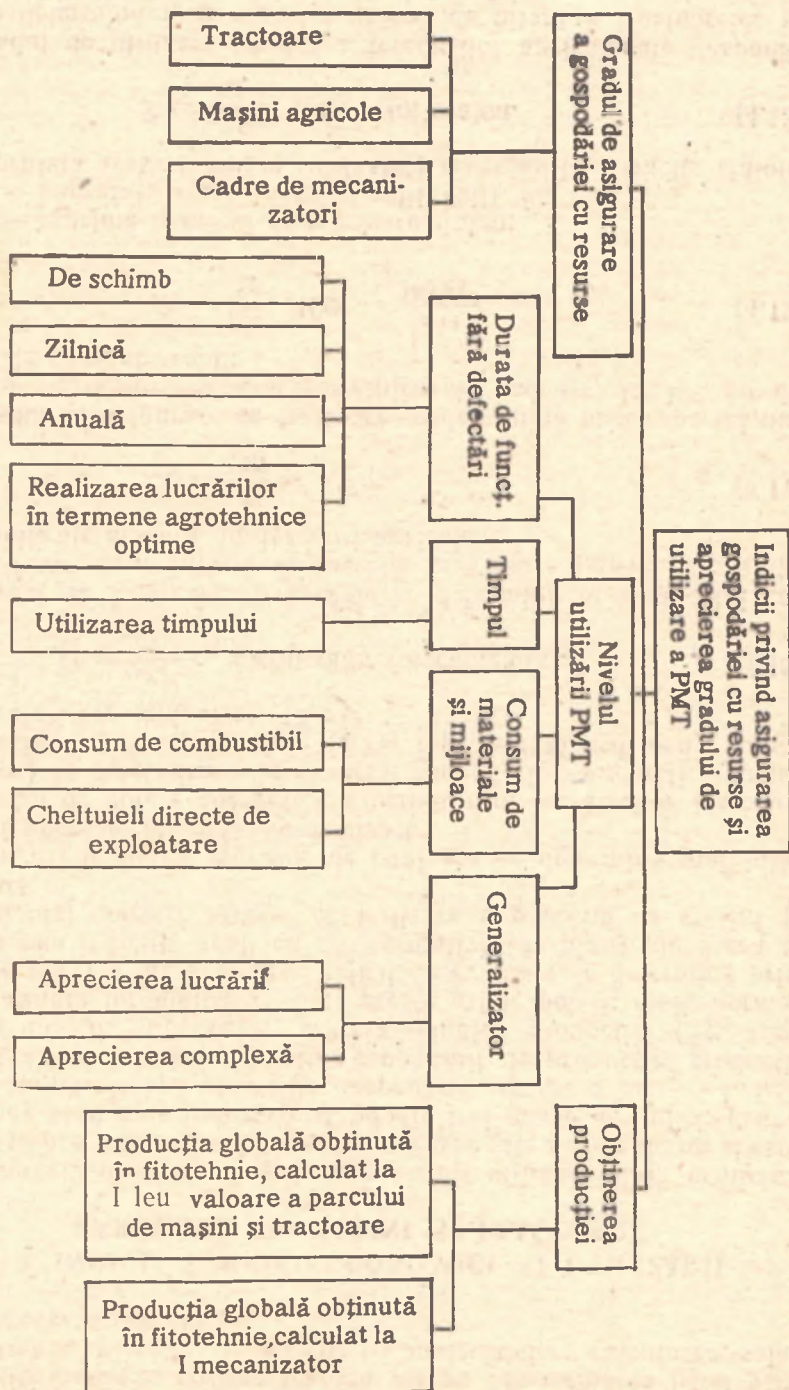 Indicii privind asigurarea
gospodăriei cu resurse și
aprecierea gradului de
utilizare a PMT
Gradul de asigurare
a gospodăriei cu resurse
Tractoare
Mașini agricole
Cadre de mecani-
zatori
Nivelul
utilizării PMT
Durata de funcț.
fără defectări
De schimb
Zilnică
Anuală
Realizarea lucrărilor
în termene agrotehnice
optime
Timpul
Utilizarea timpului
Consum de
materiale
și mijloace
Consum de combustibil
Cheltuieli directe de
exploatare
Generalizator
Aprecierea lucrării
Aprecierea complexă
Obținerea
producției
Producția globală obținută
în fitotehnie, calculat la
I leu valoare a parcului
de mașini și tractoare
Producția globală obținută
în fitotehnie,calculat la
I mecanizator